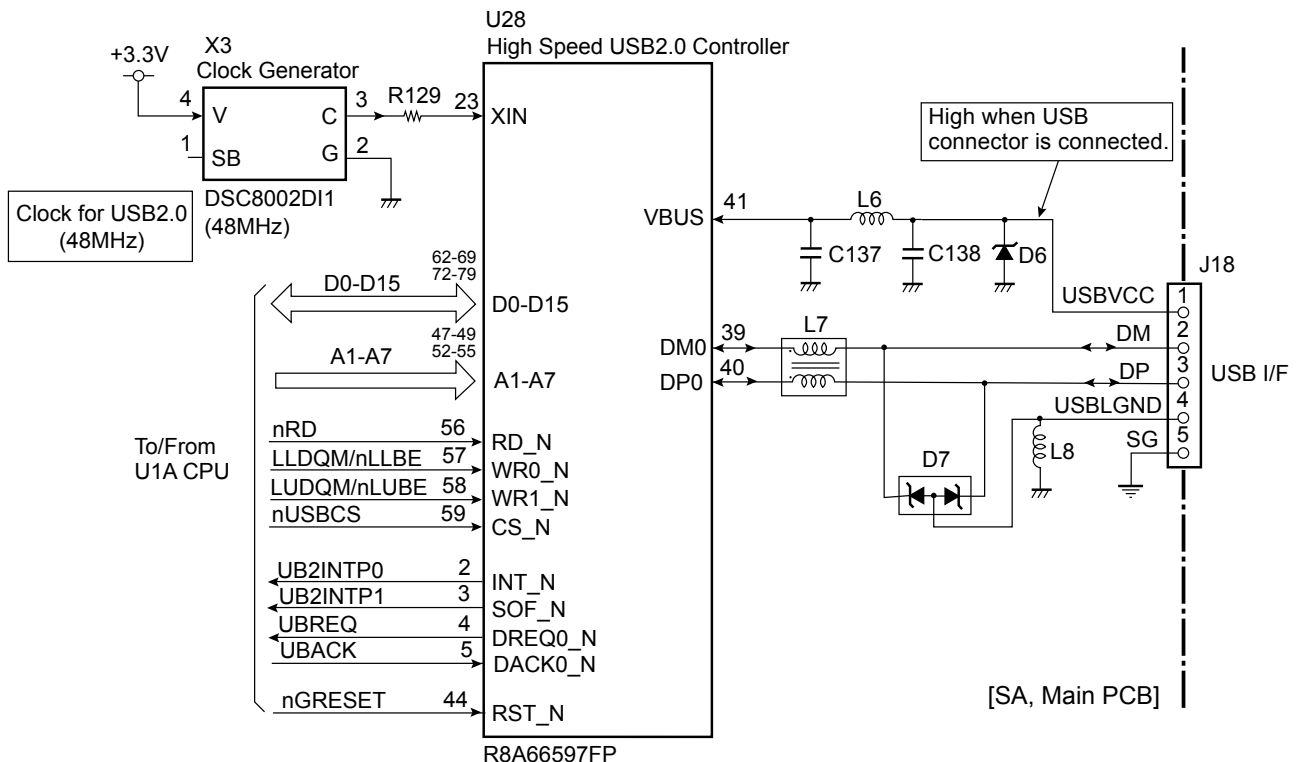 U28
High Speed USB2.0 Controller
+3.3V
X3
Clock Generator
4
V
C
3
R129
23
XIN
1
SB
G
2
DSC8002DI1
(48MHz)
Clock for USB2.0
(48MHz)
High when USB
connector is connected.
VBUS
41
L6
C137
C138
D6
J18
USBVCC
1
62-69
72-79
D0-D15
D0-D15
47-49
52-55
A1-A7
A1-A7
DM0
39
L7
DM
2
DP0
40
DP
3
USB I/F
USBLGND
4
SG
5
L8
D7
To/From
U1A CPU
nRD
56
RD_N
LLDQM/nLLBE
57
WR0_N
LUDQM/nLUBE
58
WR1_N
nUSBCS
59
CS_N
UB2INTP0
2
INT_N
UB2INTP1
3
SOF_N
UBREQ
4
DREQ0_N
UBACK
5
DACK0_N
nGRESET
44
RST_N
[SA, Main PCB]
R8A66597FP